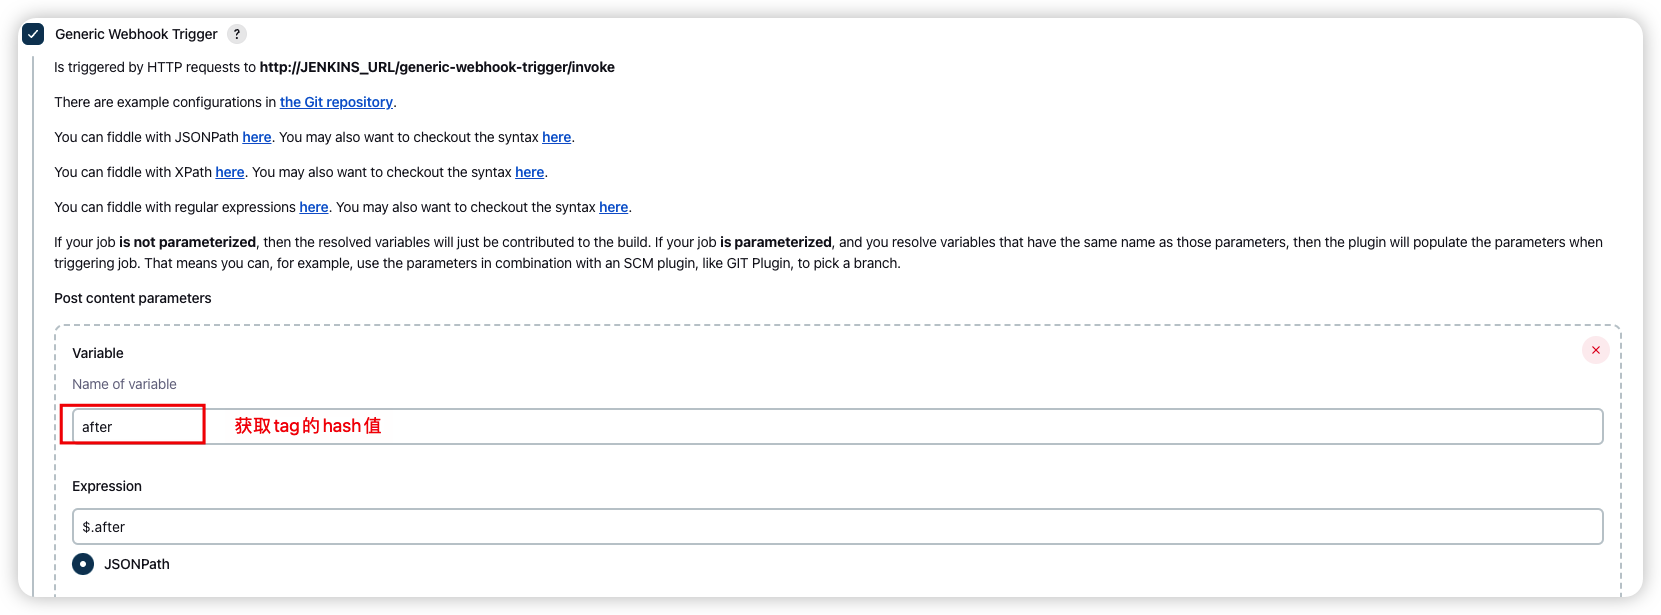 Generic Webhook Trigger ?
Is triggered by HTTP requests to http://JENKINS_URL/generic-webhook-trigger/invoke
There are example configurations in the Git repository.
You can fiddle with JSONPath here. You may also want to checkout the syntax here.
You can fiddle with XPath here. You may also want to checkout the syntax here.
You can fiddle with regular expressions here. You may also want to checkout the syntax here.
If your job is not parameterized, then the resolved variables will just be contributed to the build. If your job is parameterized, and you resolve variables that have the same name as those parameters, then the plugin will populate the parameters when
triggering job. That means you can, for example, use the parameters in combination with an SCM plugin, like GIT Plugin, to pick a branch.
Post content parameters
Variable
Name of variable
after 获取tag的hash值
Expression
$.after
JSONPath